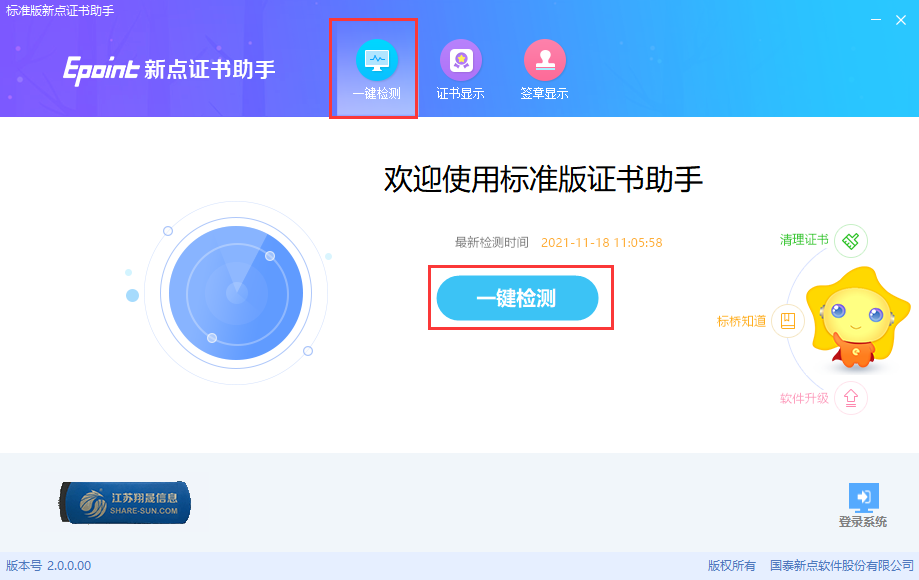 标准版新点证书助手
Epoint 新点证书助手
一键检测
证书显示
签章显示
欢迎使用标准版证书助手
最新检测时间 2021-11-18 11:05:58
一键检测
清理证书
标桥知道
软件升级
江苏翔晟信息
SHARE-SUN.COM
登录系统
版本号 2.0.0.00
版权所有 国泰新点软件股份有限公司